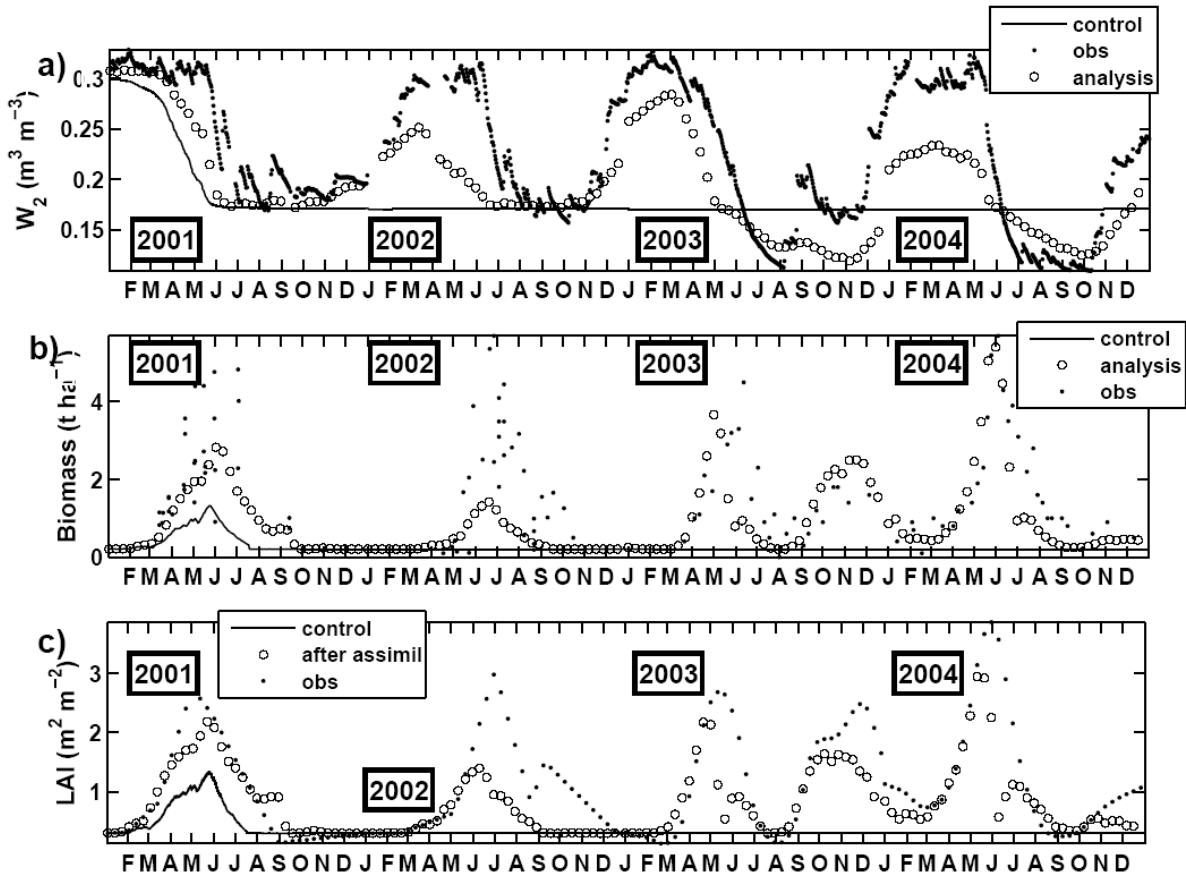 a)
control
obs
analysis
0.3
0.25
0.2
0.15
W2 (m³ m⁻³)
2001
2002
2003
2004
F M A M J J A S O N D J F M A M J J A S O N D J F M A M J J A S O N D J F M A M J J A S O N D
b)
control
analysis
obs
4
2
0
Biomass (t ha⁻¹)
2001
2002
2003
2004
F M A M J J A S O N D J F M A M J J A S O N D J F M A M J J A S O N D J F M A M J J A S O N D
c)
control
after assimil
obs
3
2
1
LAI (m² m⁻²)
2001
2002
2003
2004
F M A M J J A S O N D J F M A M J J A S O N D J F M A M J J A S O N D J F M A M J J A S O N D